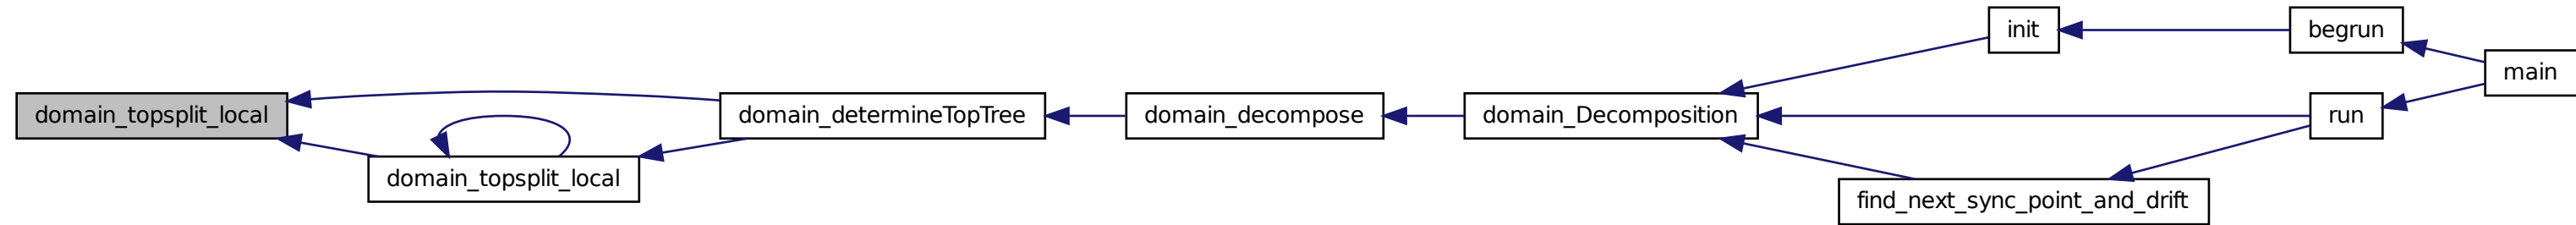 domain_topsplit_local
domain_topsplit_local
domain_determineTopTree
domain_decompose
domain_Decomposition
init
begrun
main
run
find_next_sync_point_and_drift